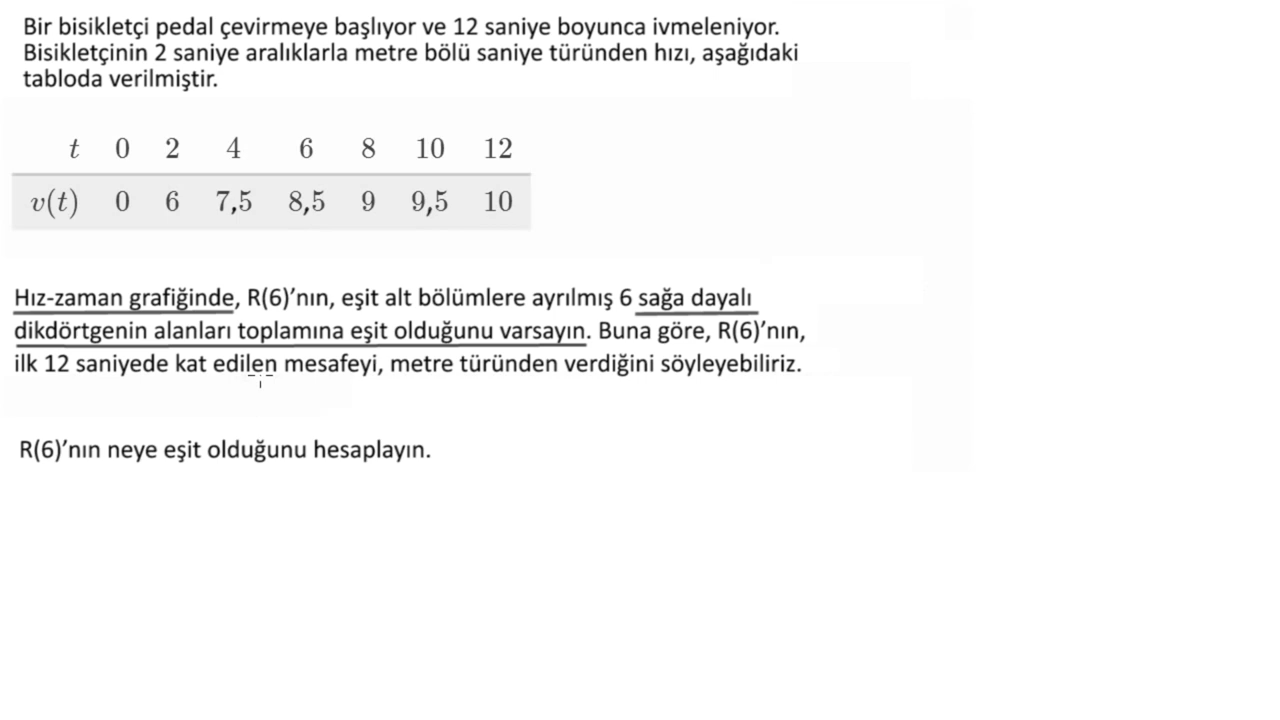 Bir bisikletçi pedal çevirmeye başlıyor ve 12 saniye boyunca ivmeleniyor.
Bisikletçinin 2 saniye aralıklarla metre bölü saniye türünden hızı, aşağıdaki
tabloda verilmiştir.
t 0 2 4 6 8 10 12
v(t) 0 6 7,5 8,5 9 9,5 10
Hız-zaman grafiğinde, R(6)’nın, eşit alt bölümlere ayrılmış 6 sağa dayalı
dikdörtgenin alanları toplamına eşit olduğunu varsayın. Buna göre, R(6)’nın,
ilk 12 saniyede kat edilen mesafeyi, metre türünden verdiğini söyleyebiliriz.
R(6)’nın neye eşit olduğunu hesaplayın.